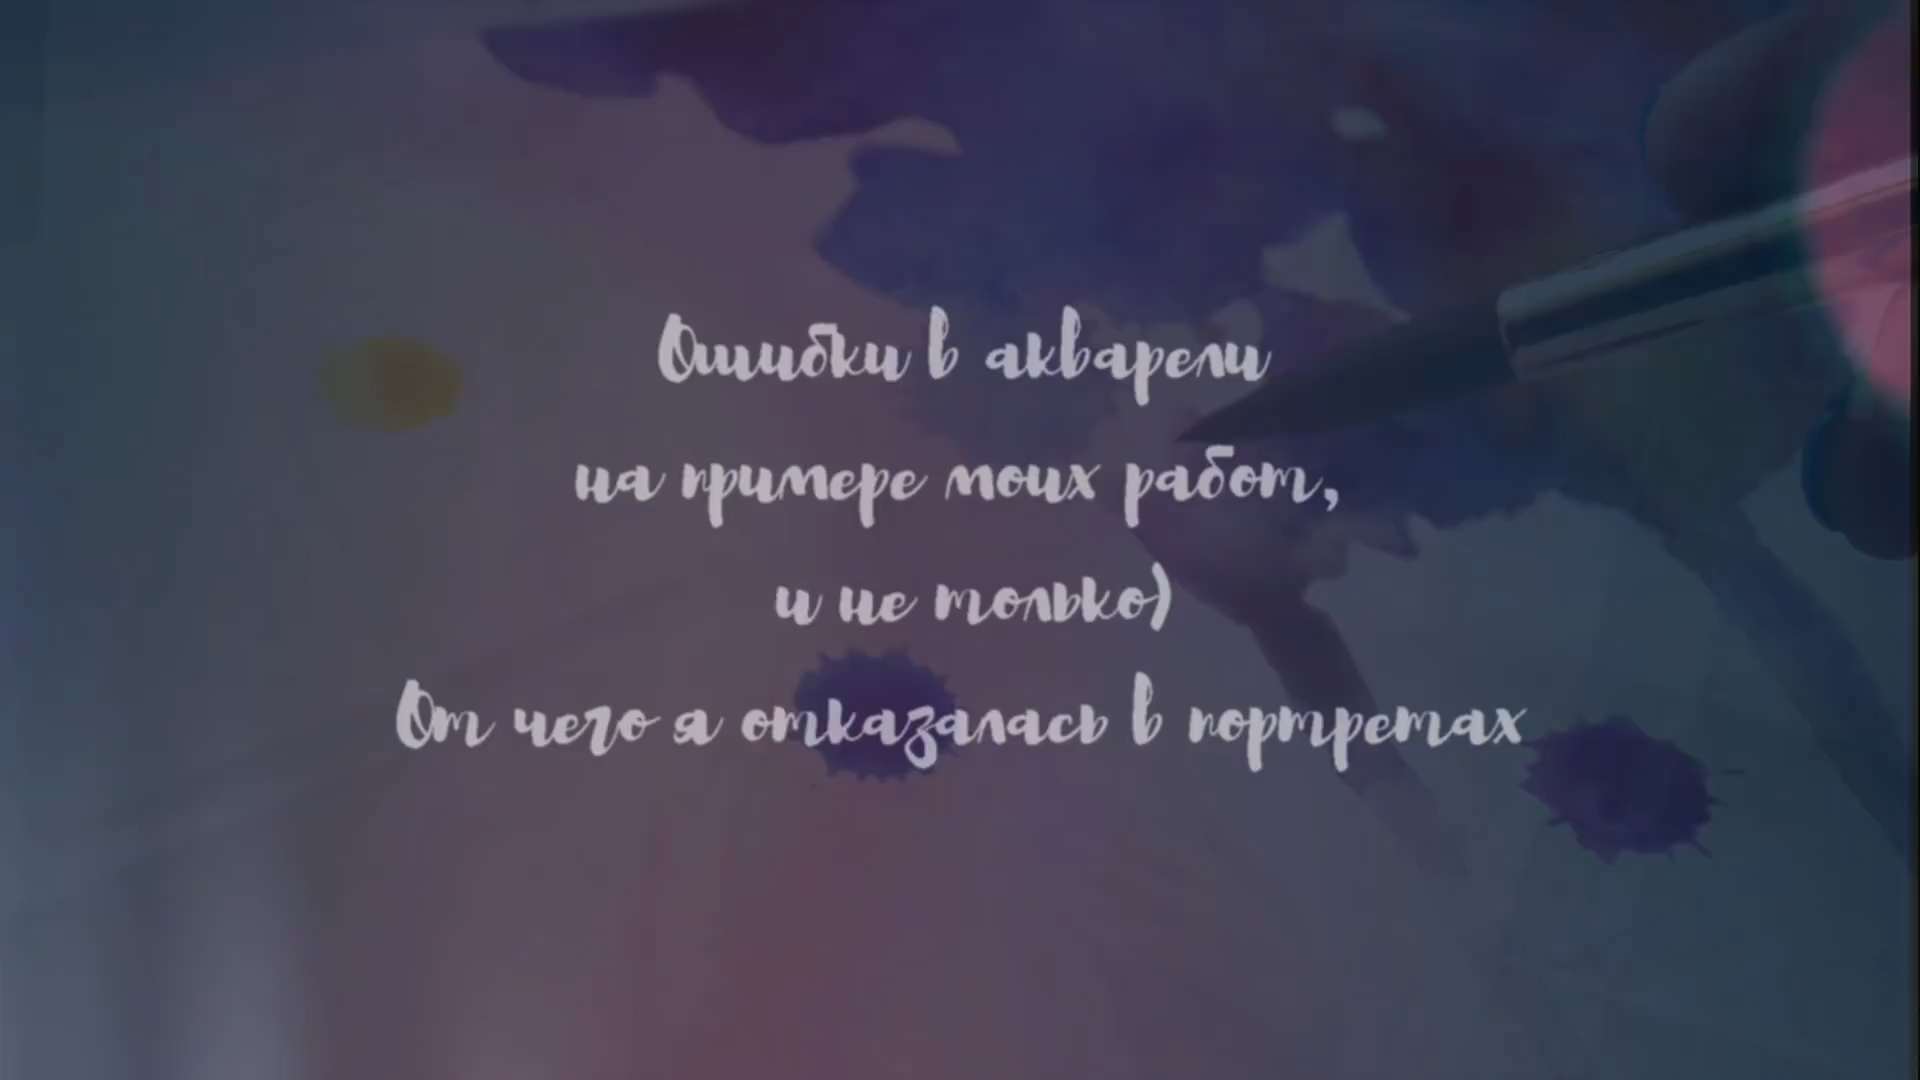 Ошибки в акварели
на примере моих работ,
и не только)
От чего я отказалась в портретах